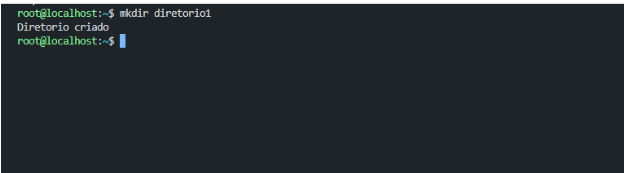 root@localhost:~$ mkdir diretorio1
Diretorio criado
root@localhost:~$